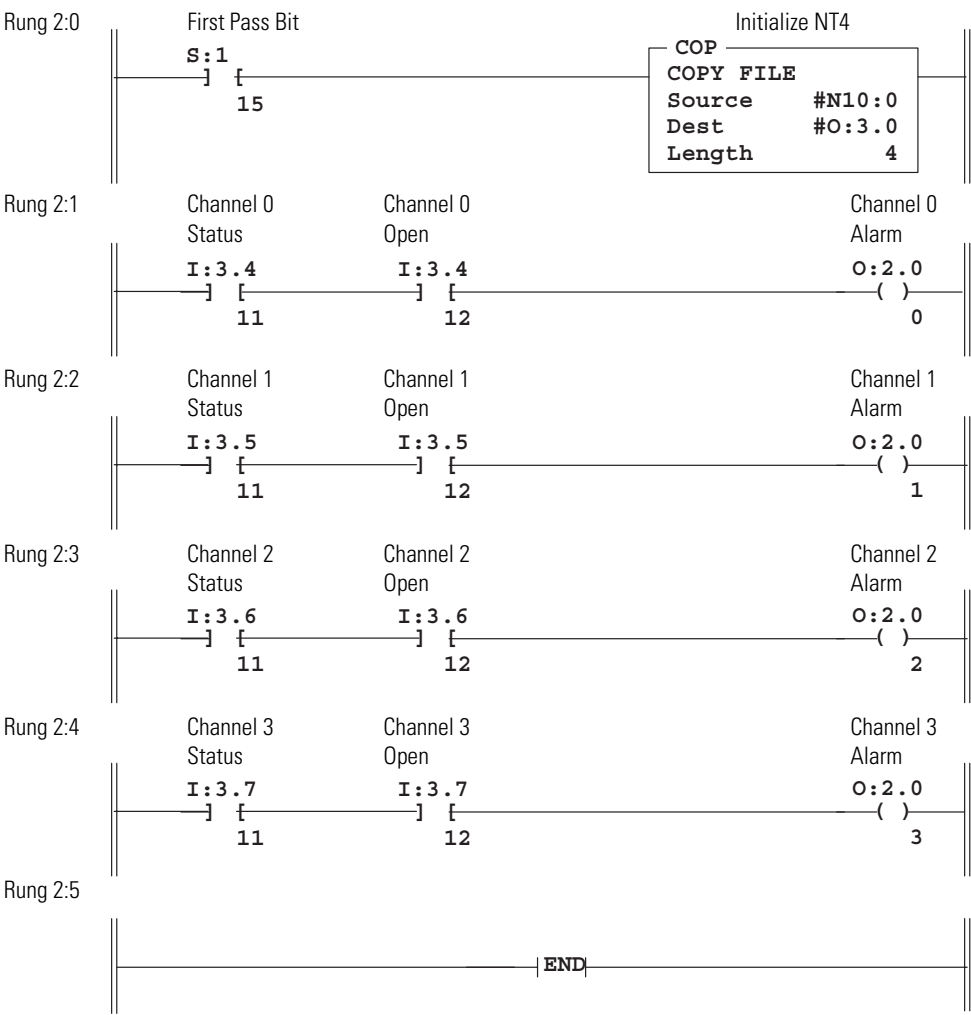 Rung 2:0 First Pass Bit Initialize NT4
S:1 COP
] [ COPY FILE
15 Source #N10:0
Dest #O:3.0
Length 4
Rung 2:1 Channel 0 Channel 0 Channel 0
Status Open Alarm
I:3.4 I:3.4 O:2.0
] [ ] [ ( )
11 12 0
Rung 2:2 Channel 1 Channel 1 Channel 1
Status Open Alarm
I:3.5 I:3.5 O:2.0
] [ ] [ ( )
11 12 1
Rung 2:3 Channel 2 Channel 2 Channel 2
Status Open Alarm
I:3.6 I:3.6 O:2.0
] [ ] [ ( )
11 12 2
Rung 2:4 Channel 3 Channel 3 Channel 3
Status Open Alarm
I:3.7 I:3.7 O:2.0
] [ ] [ ( )
11 12 3
Rung 2:5
END